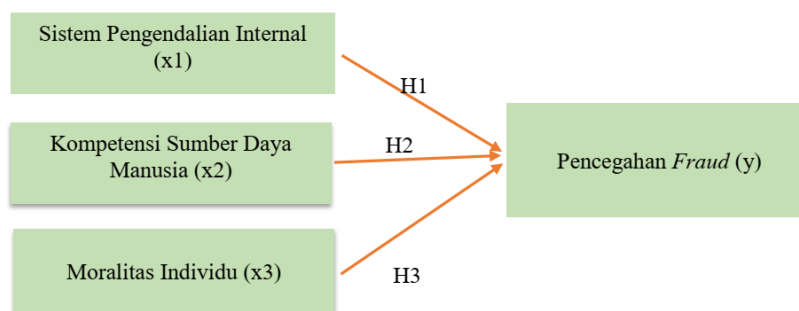 Sistem Pengendalian Internal
(x1)
H1
Kompetensi Sumber Daya
Manusia (x2)
H2
Pencegahan Fraud (y)
Moralitas Individu (x3)
H3